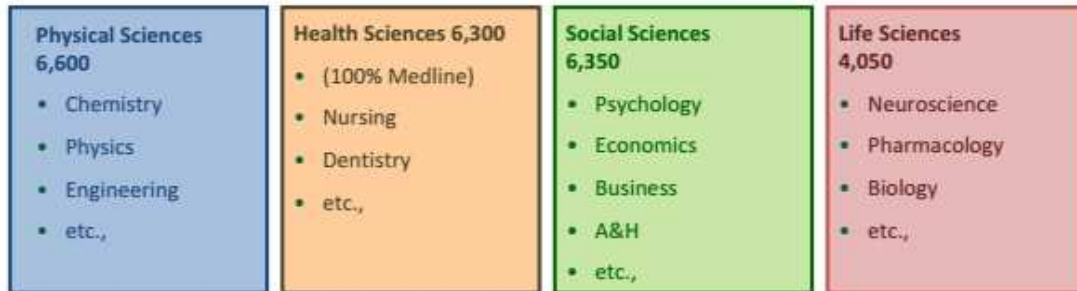 Physical Sciences
6,600
• Chemistry
• Physics
• Engineering
• etc.,
Health Sciences 6,300
• (100% Medline)
• Nursing
• Dentistry
• etc.,
Social Sciences
6,350
• Psychology
• Economics
• Business
• A&H
• etc.,
Life Sciences
4,050
• Neuroscience
• Pharmacology
• Biology
• etc.,